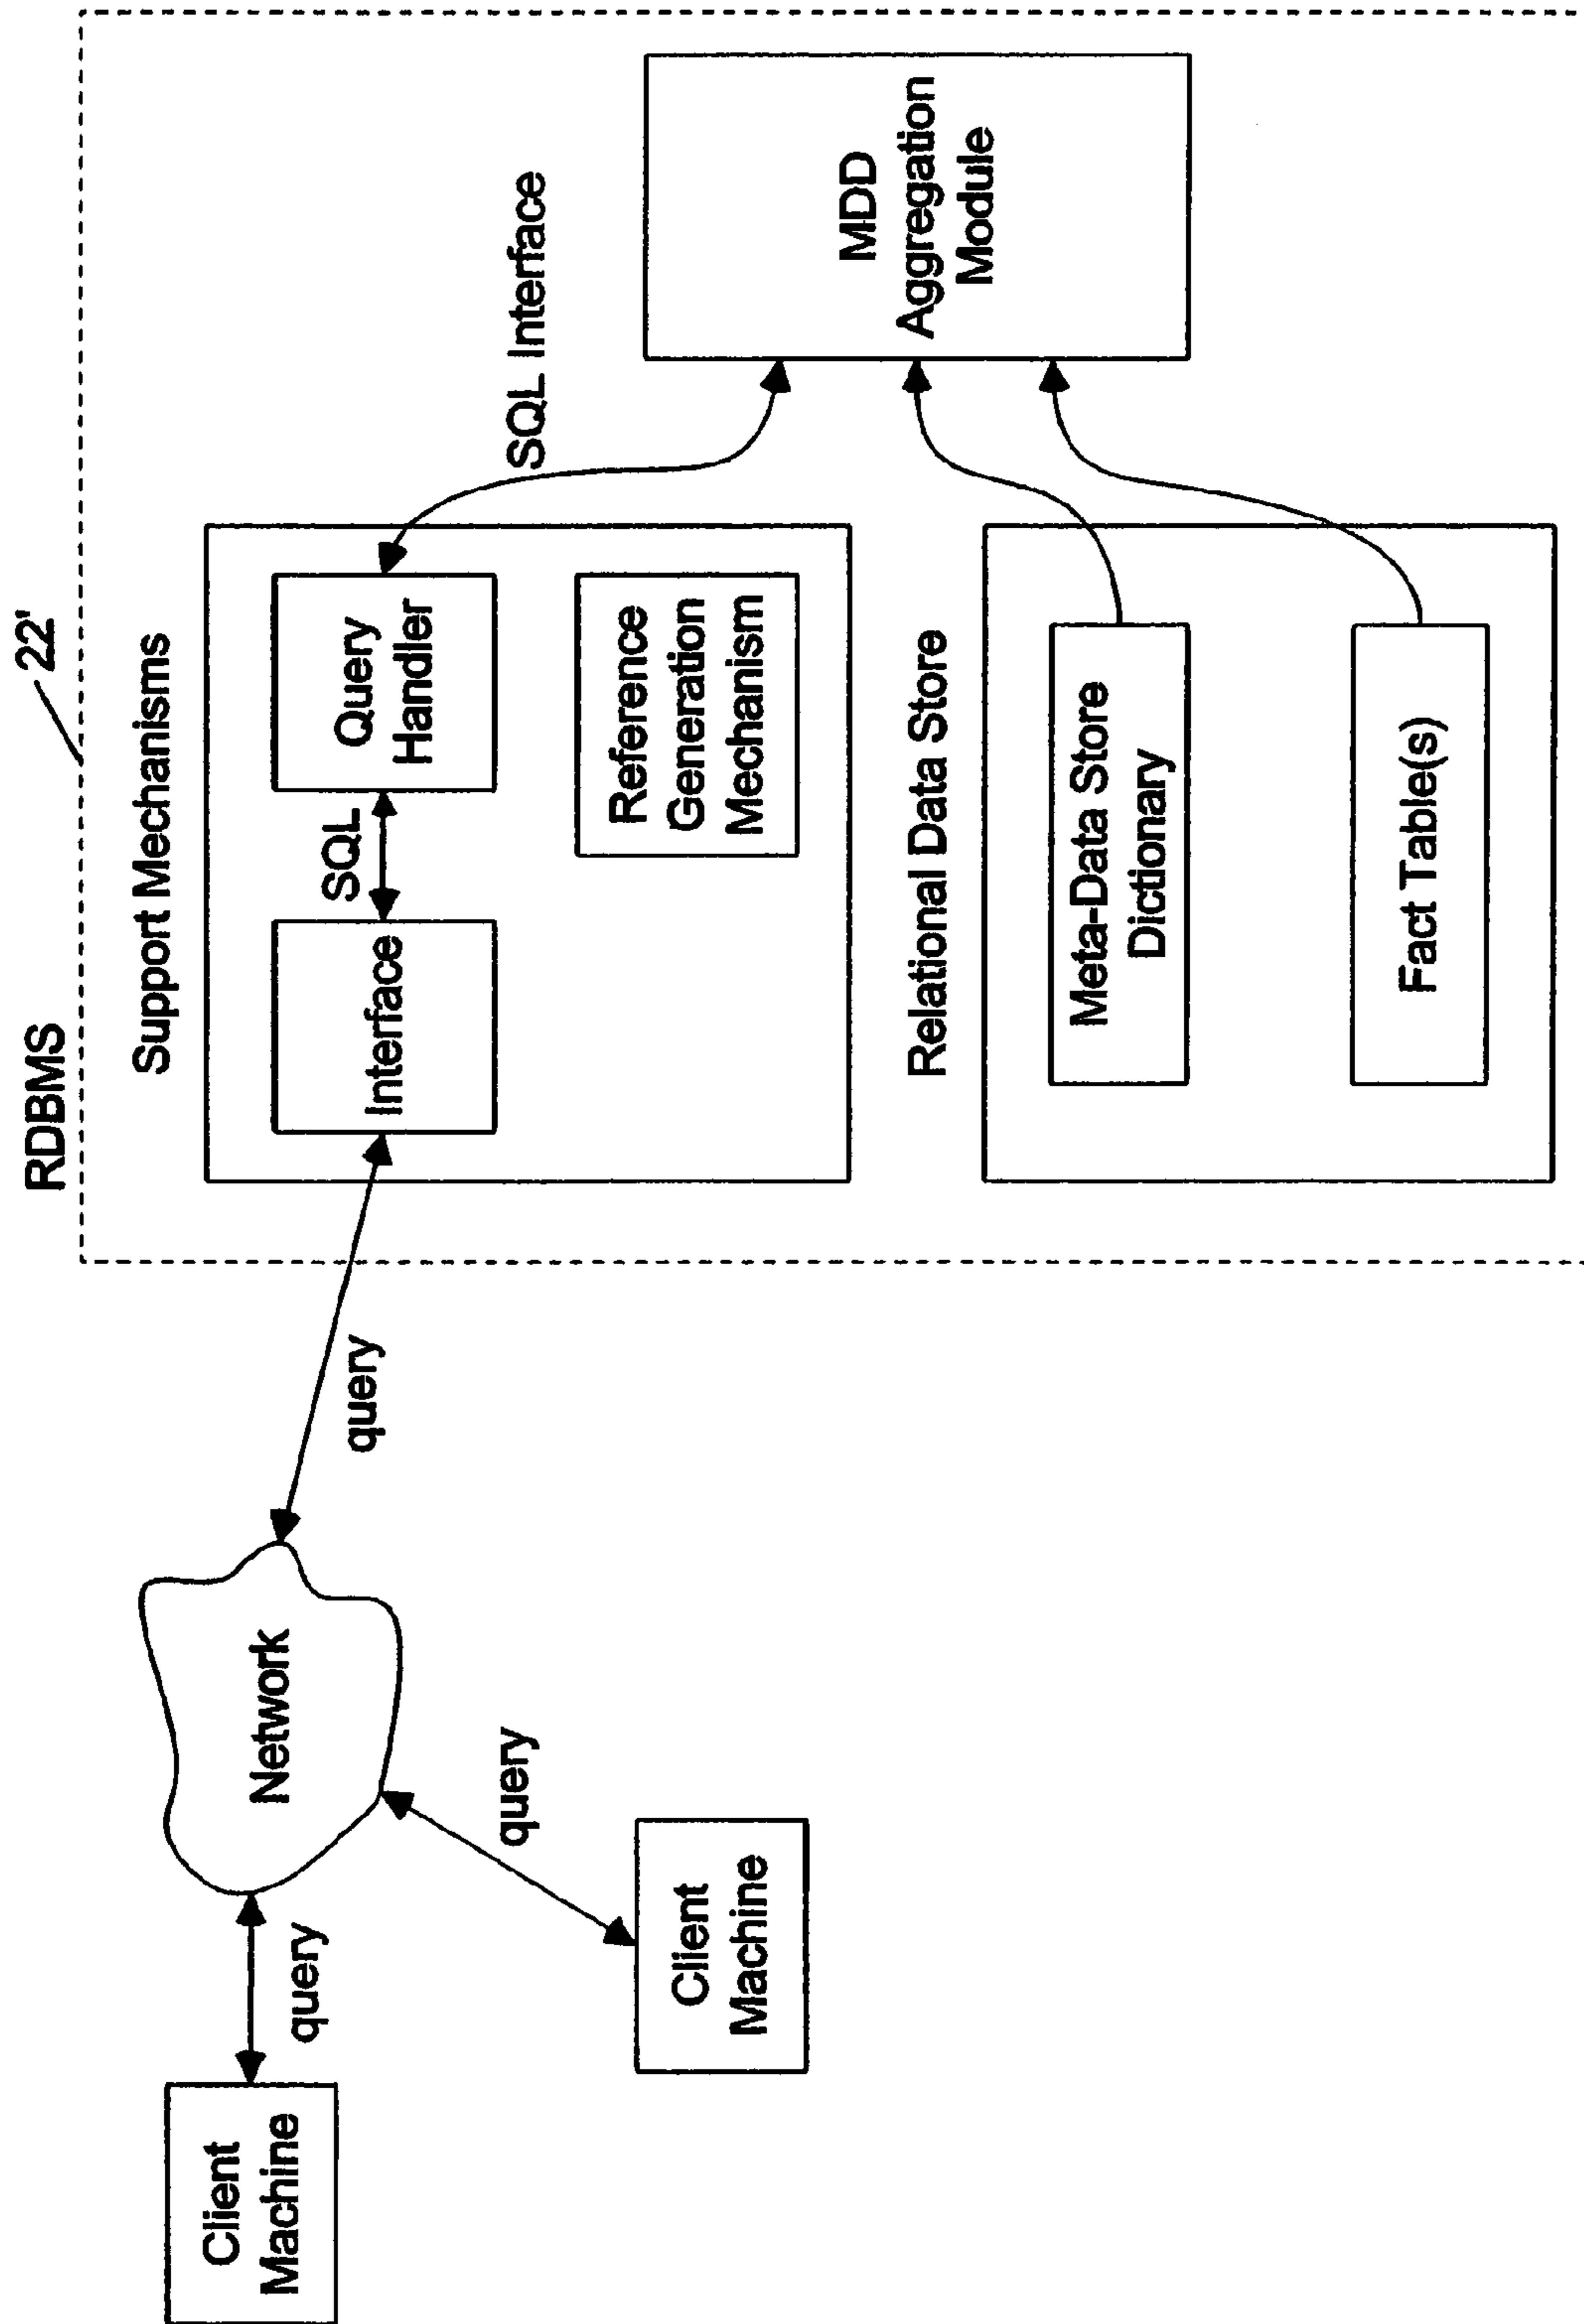 RDBMS
22'
Support Mechanisms
Interface
SQL
Query
Handler
SQL Interface
Reference
Generation
Mechanism
MDD
Aggregation
Module
Relational Data Store
Meta-Data Store
Dictionary
Fact Table(s)
Client
Machine
query
Network
query
query
Client
Machine